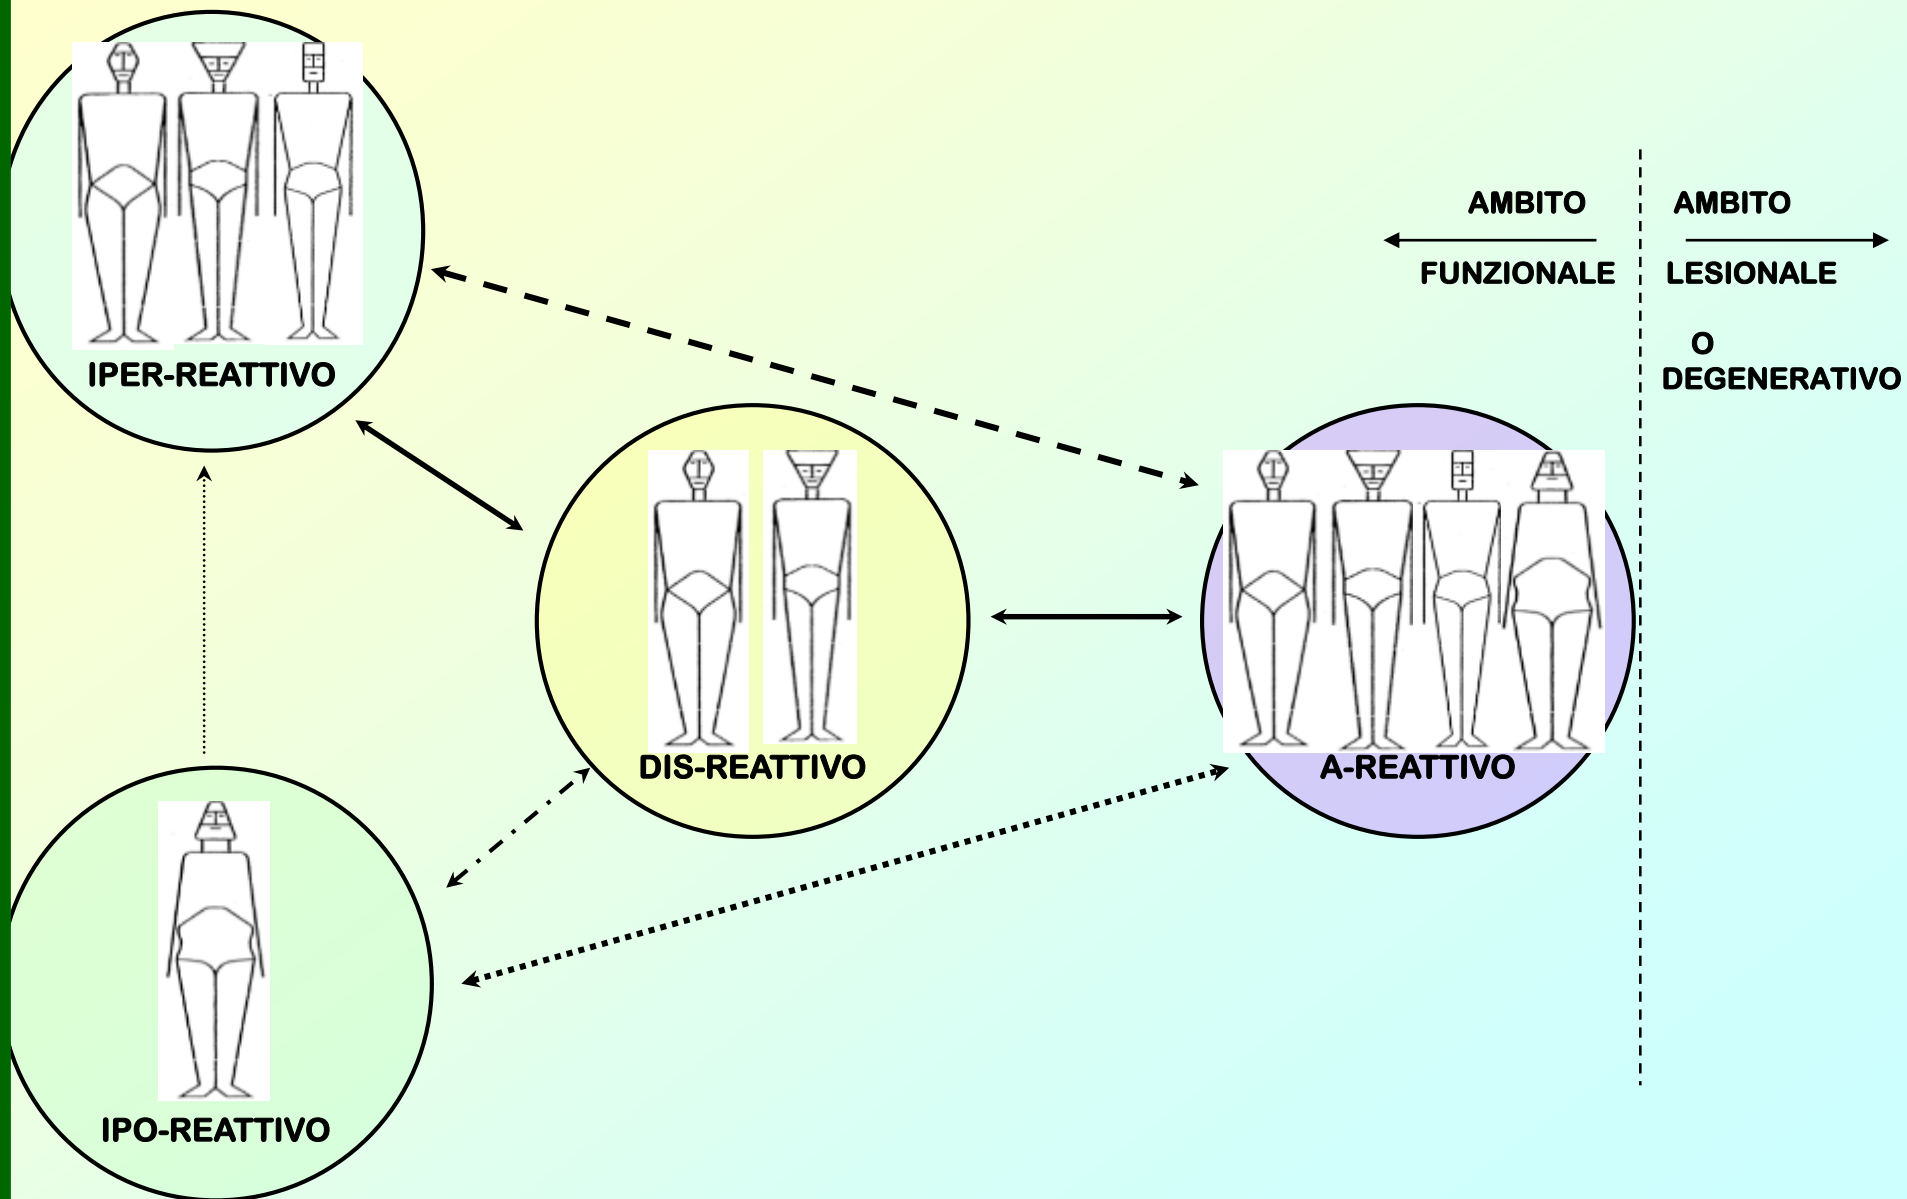 AMBITO
AMBITO
FUNZIONALE
LESIONALE
O
DEGENERATIVO
IPER-REATTIVO
DIS-REATTIVO
A-REATTIVO
IPO-REATTIVO